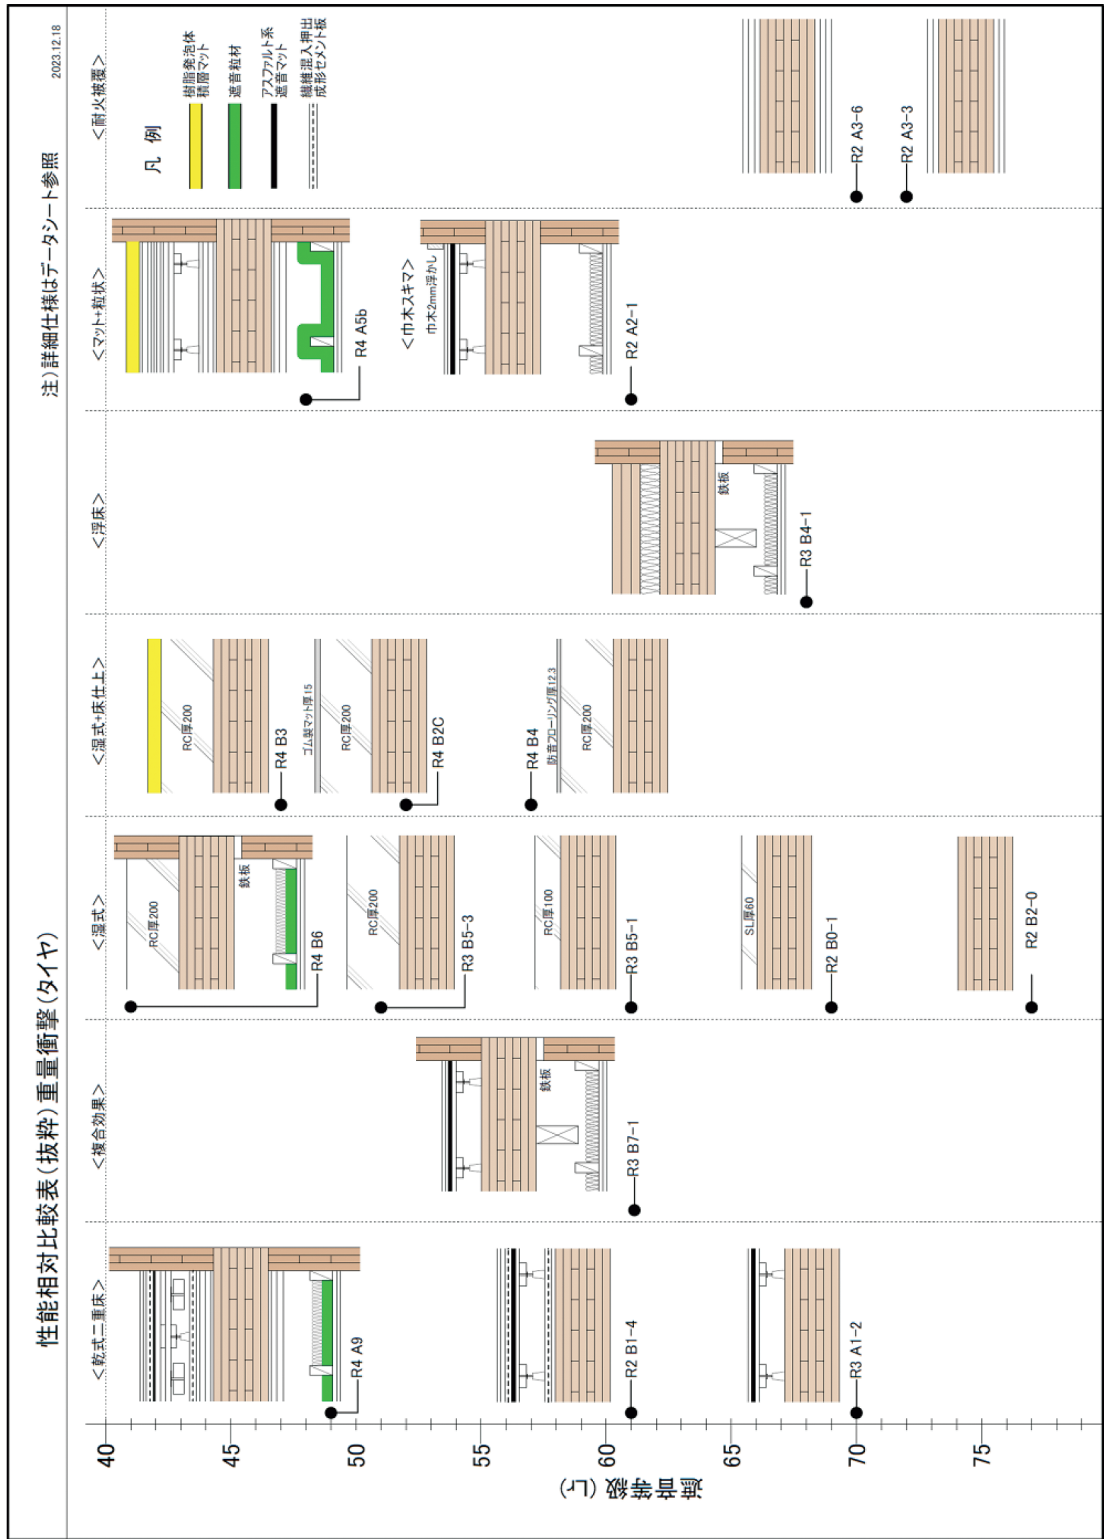 性能相対比較表(抜粋)重量衝撃(タイヤ)
注)詳細仕様はデータシート参照
2023.12.18
<乾式二重床>
<複合効果>
<湿式>
<湿式+床仕上>
<浮床>
<マット+粒状>
<耐火被覆>
遮音等級 (Lr)
40
45
50
55
60
65
70
75
R4 A9
R2 B1-4
R3 A1-2
鉄板
R3 B7-1
RC厚200
鉄板
R4 B6
RC厚200
R3 B5-3
RC厚100
R3 B5-1
SL厚60
R2 B0-1
R2 B2-0
RC厚200
R4 B3
ゴム製マット厚15
RC厚200
R4 B2C
R4 B4
防音フローリング厚12.3
RC厚200
鉄板
R3 B4-1
R4 A5b
<巾木スキマ>
巾木2mm浮かし
R2 A2-1
凡 例
樹脂発泡体
積層マット
遮音粒材
アスファルト系
遮音マット
繊維混入押出
成形セメント板
R2 A3-6
R2 A3-3